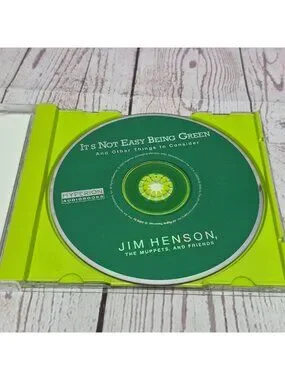 IT'S NOT EASY BEING GREEN
And Other Things to Consider
HYPERION
AUDIOBOOKS
JIM HENSON,
THE MUPPETS, AND FRIENDS